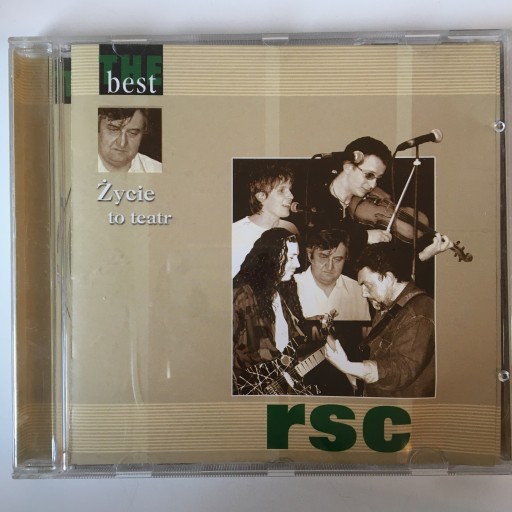 THE
best
Życie
to teatr
rsc